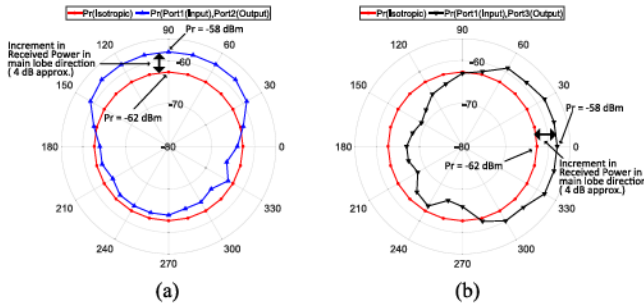 Pr(Isotropic) Pr(Port1(Input),Port2(Output)
90
Pr = -58 dBm
120
60
Increment in
Received Power in
main lobe direction
( 4 dB approx.)
-60
150
30
-70
Pr = -62 dBm
180
-80
0
210
330
240
300
270
(a)
Pr(Isotropic) Pr(Port1(Input),Port3(Output)
90
120
60
-60
150
30
-70
Pr = -58 dBm
180
-80
0
Pr = -62 dBm
Increment in
Received Power in
main lobe direction
( 4 dB approx.)
210
330
240
300
270
(b)